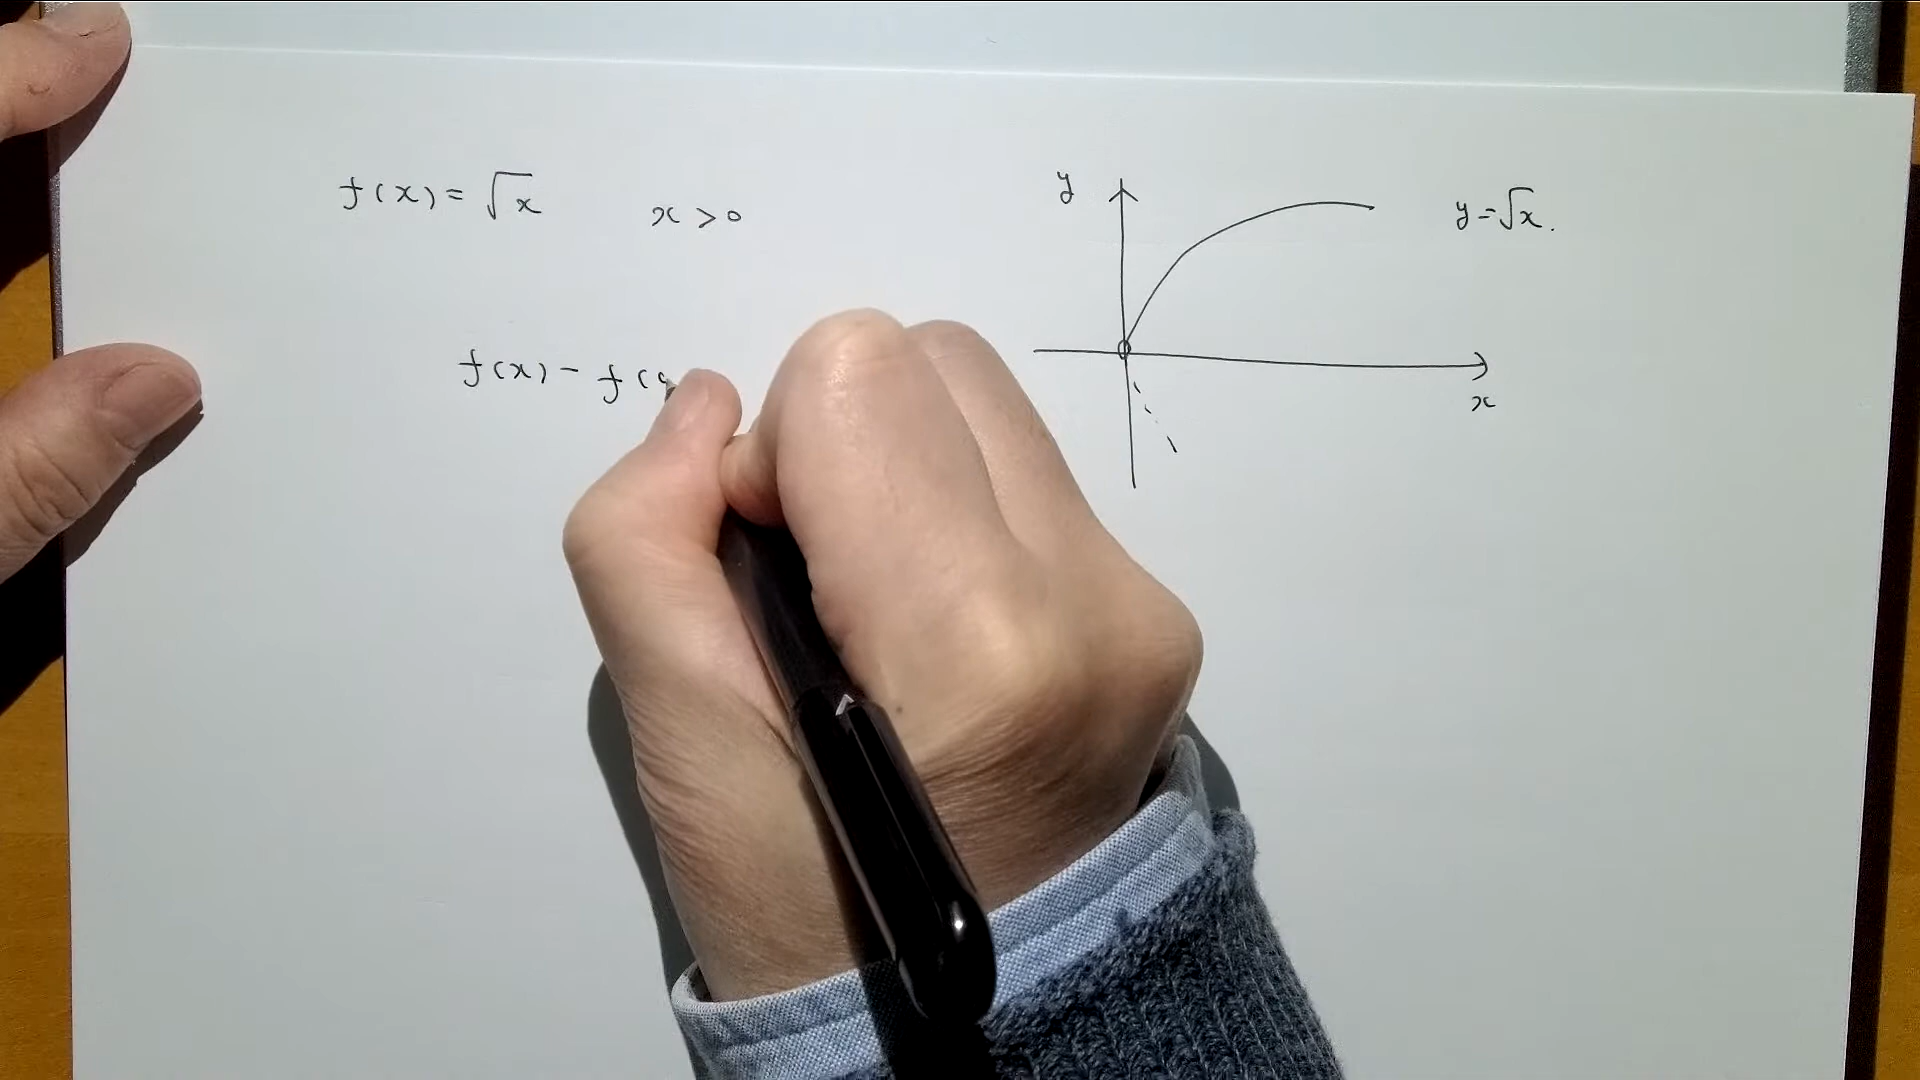 f(x) = √x x > 0
y
y = √x.
f(x) - f(
x